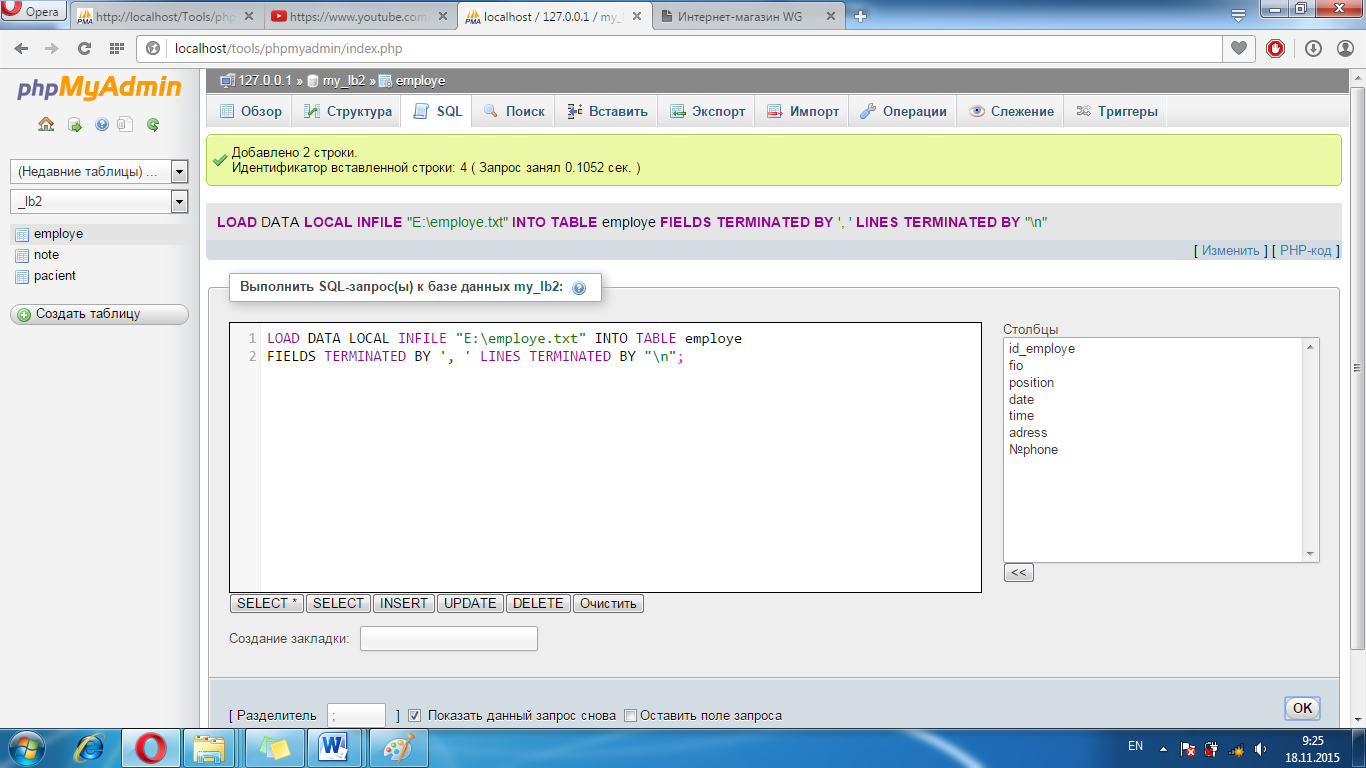 Opera
http://localhost/Tools/php
https://www.youtube.com
localhost / 127.0.0.1 / my_l
Интернет-магазин WG
localhost/tools/phpmyadmin/index.php
phpMyAdmin
(Недавние таблицы) ...
_lb2
employe
note
pacient
Создать таблицу
127.0.0.1 » my_lb2 » employe
Обзор Структура SQL Поиск Вставить Экспорт Импорт Операции Слежение Триггеры
Добавлено 2 строки.
Идентификатор вставленной строки: 4 ( Запрос занял 0.1052 сек. )
LOAD DATA LOCAL INFILE "E:\employe.txt" INTO TABLE employe FIELDS TERMINATED BY ', ' LINES TERMINATED BY "\n"
[ Изменить ] [ PHP-код ]
Выполнить SQL-запрос(ы) к базе данных my_lb2:
1 LOAD DATA LOCAL INFILE "E:\employe.txt" INTO TABLE employe
2 FIELDS TERMINATED BY ', ' LINES TERMINATED BY "\n";
Столбцы
id_employe
fio
position
date
time
adress
№phone
<<
SELECT * SELECT INSERT UPDATE DELETE Очистить
Создание закладки:
[ Разделитель ; ] Показать данный запрос снова Оставить поле запроса
OK
EN
9:25
18.11.2015